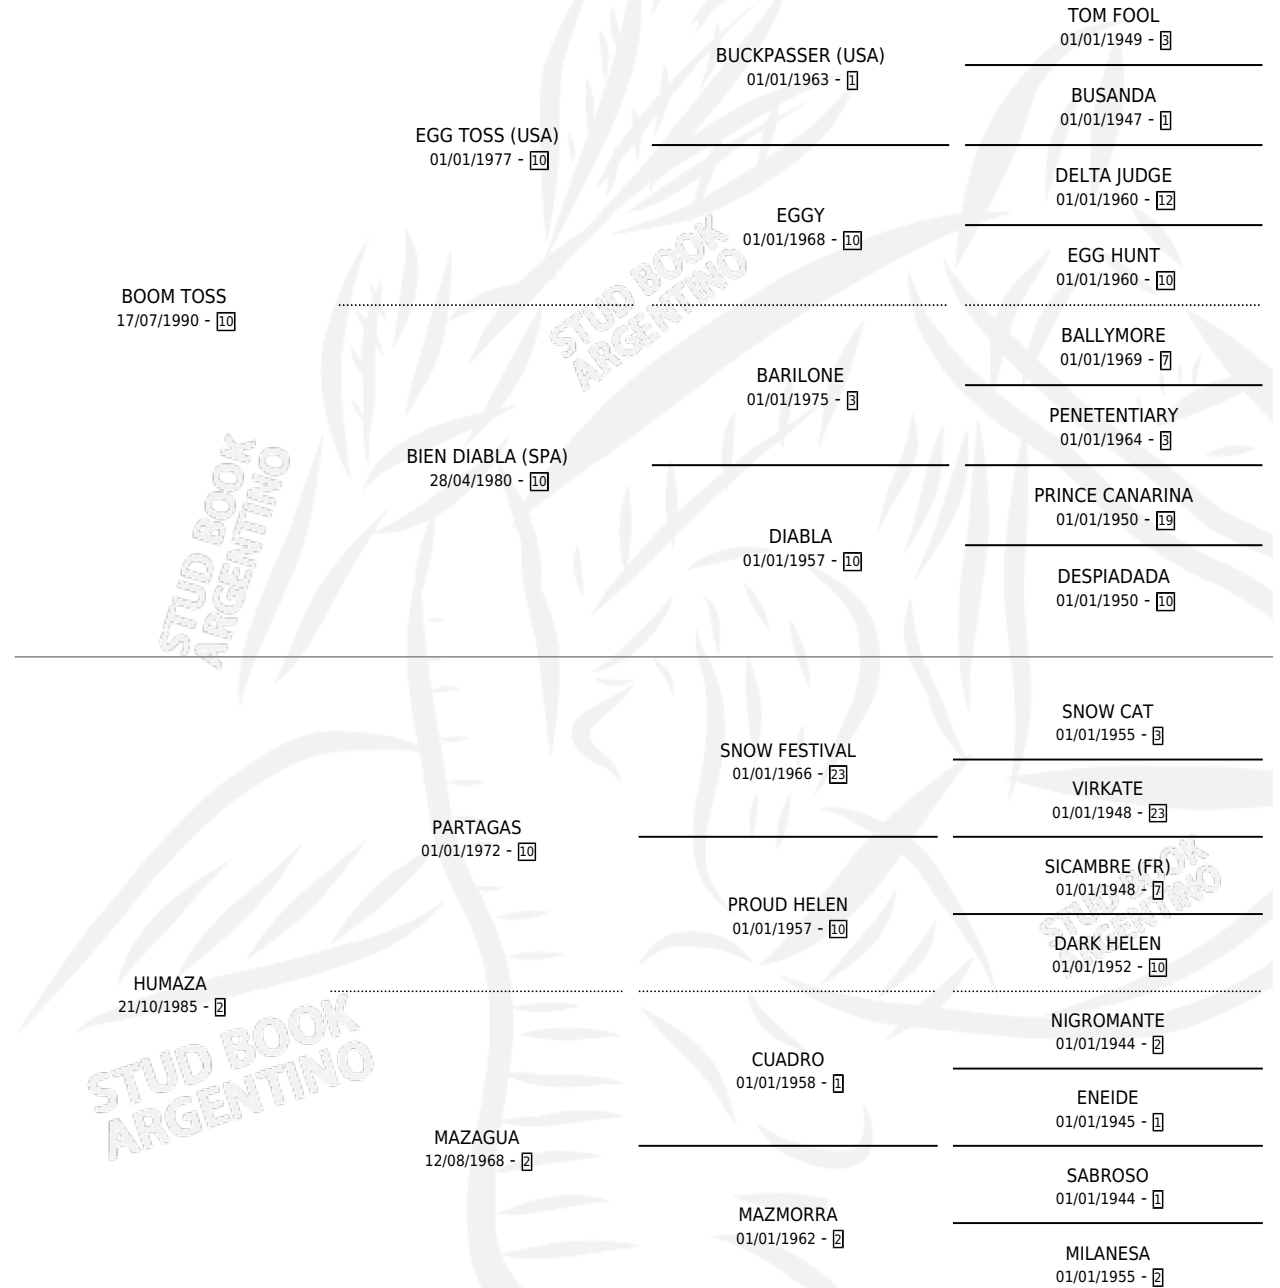 TOM FOOL
01/01/1949 - 3
BUCKPASSER (USA)
01/01/1963 - 1
BUSANDA
01/01/1947 - 1
EGG TOSS (USA)
01/01/1977 - 10
DELTA JUDGE
01/01/1960 - 12
EGGY
01/01/1968 - 10
EGG HUNT
01/01/1960 - 10
BOOM TOSS
17/07/1990 - 10
BALLYMORE
01/01/1969 - 7
BARILONE
01/01/1975 - 3
PENETENTIARY
01/01/1964 - 3
BIEN DIABLA (SPA)
28/04/1980 - 10
PRINCE CANARINA
01/01/1950 - 19
DIABLA
01/01/1957 - 10
DESPIADADA
01/01/1950 - 10
SNOW CAT
01/01/1955 - 3
SNOW FESTIVAL
01/01/1966 - 23
VIRKATE
01/01/1948 - 23
PARTAGAS
01/01/1972 - 10
SICAMBRE (FR)
01/01/1948 - 7
PROUD HELEN
01/01/1957 - 10
DARK HELEN
01/01/1952 - 10
HUMAZA
21/10/1985 - 2
NIGROMANTE
01/01/1944 - 2
CUADRO
01/01/1958 - 1
ENEIDE
01/01/1945 - 1
MAZAGUA
12/08/1968 - 2
SABROSO
01/01/1944 - 1
MAZMORRA
01/01/1962 - 2
MILANESA
01/01/1955 - 2
STUD BOOK
ARGENTINO
STUD BOOK
ARGENTINO
STUD BOOK
ARGENTINO
STUD BOOK
ARGENTINO